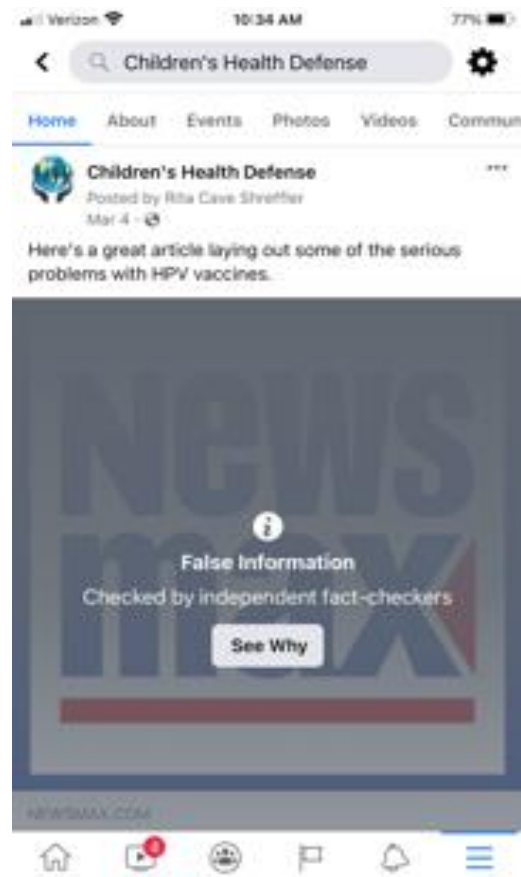 Verizon 10:34 AM 77%
Children's Health Defense
Home About Events Photos Videos Commun
Children's Health Defense
Posted by Rita Cave Shreffler
Mar 4
Here's a great article laying out some of the serious
problems with HPV vaccines.
News
max
False Information
Checked by independent fact-checkers
See Why
NEWSMAX.COM